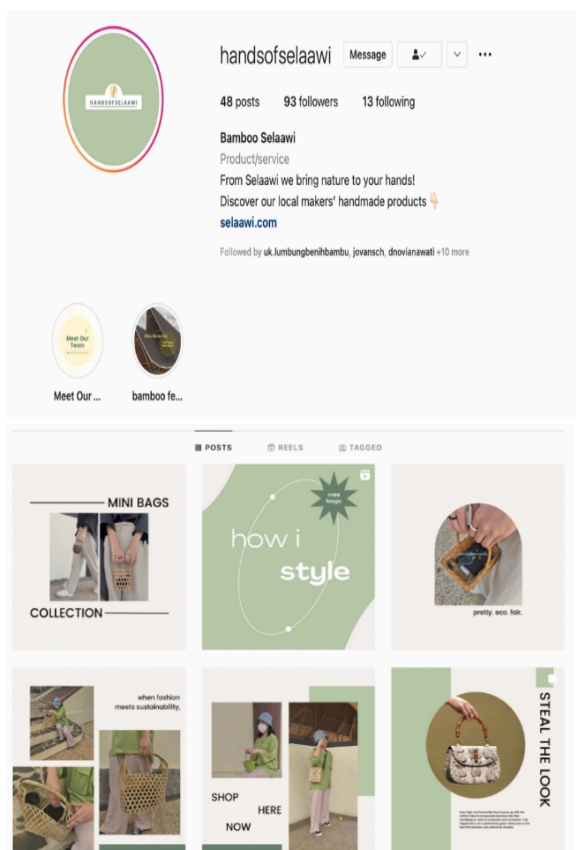 handsofselaawi Message
48 posts 93 followers 13 following
HANDSOFSELAAWI
Bamboo Selaawi
Product/service
From Selaawi we bring nature to your hands!
Discover our local makers' handmade products 👇🏻
selaawi.com
Followed by uk.lumbungbenihbambu, jovansch, dnovianawati +10 more
Meet Our
Team
Meet Our ...
bamboo fe...
POSTS REELS TAGGED
MINI BAGS
COLLECTION
mini
bags
how i
style
pretty. eco. fair.
when fashion
meets sustainability,
SHOP
HERE
NOW
STEAL THE LOOK